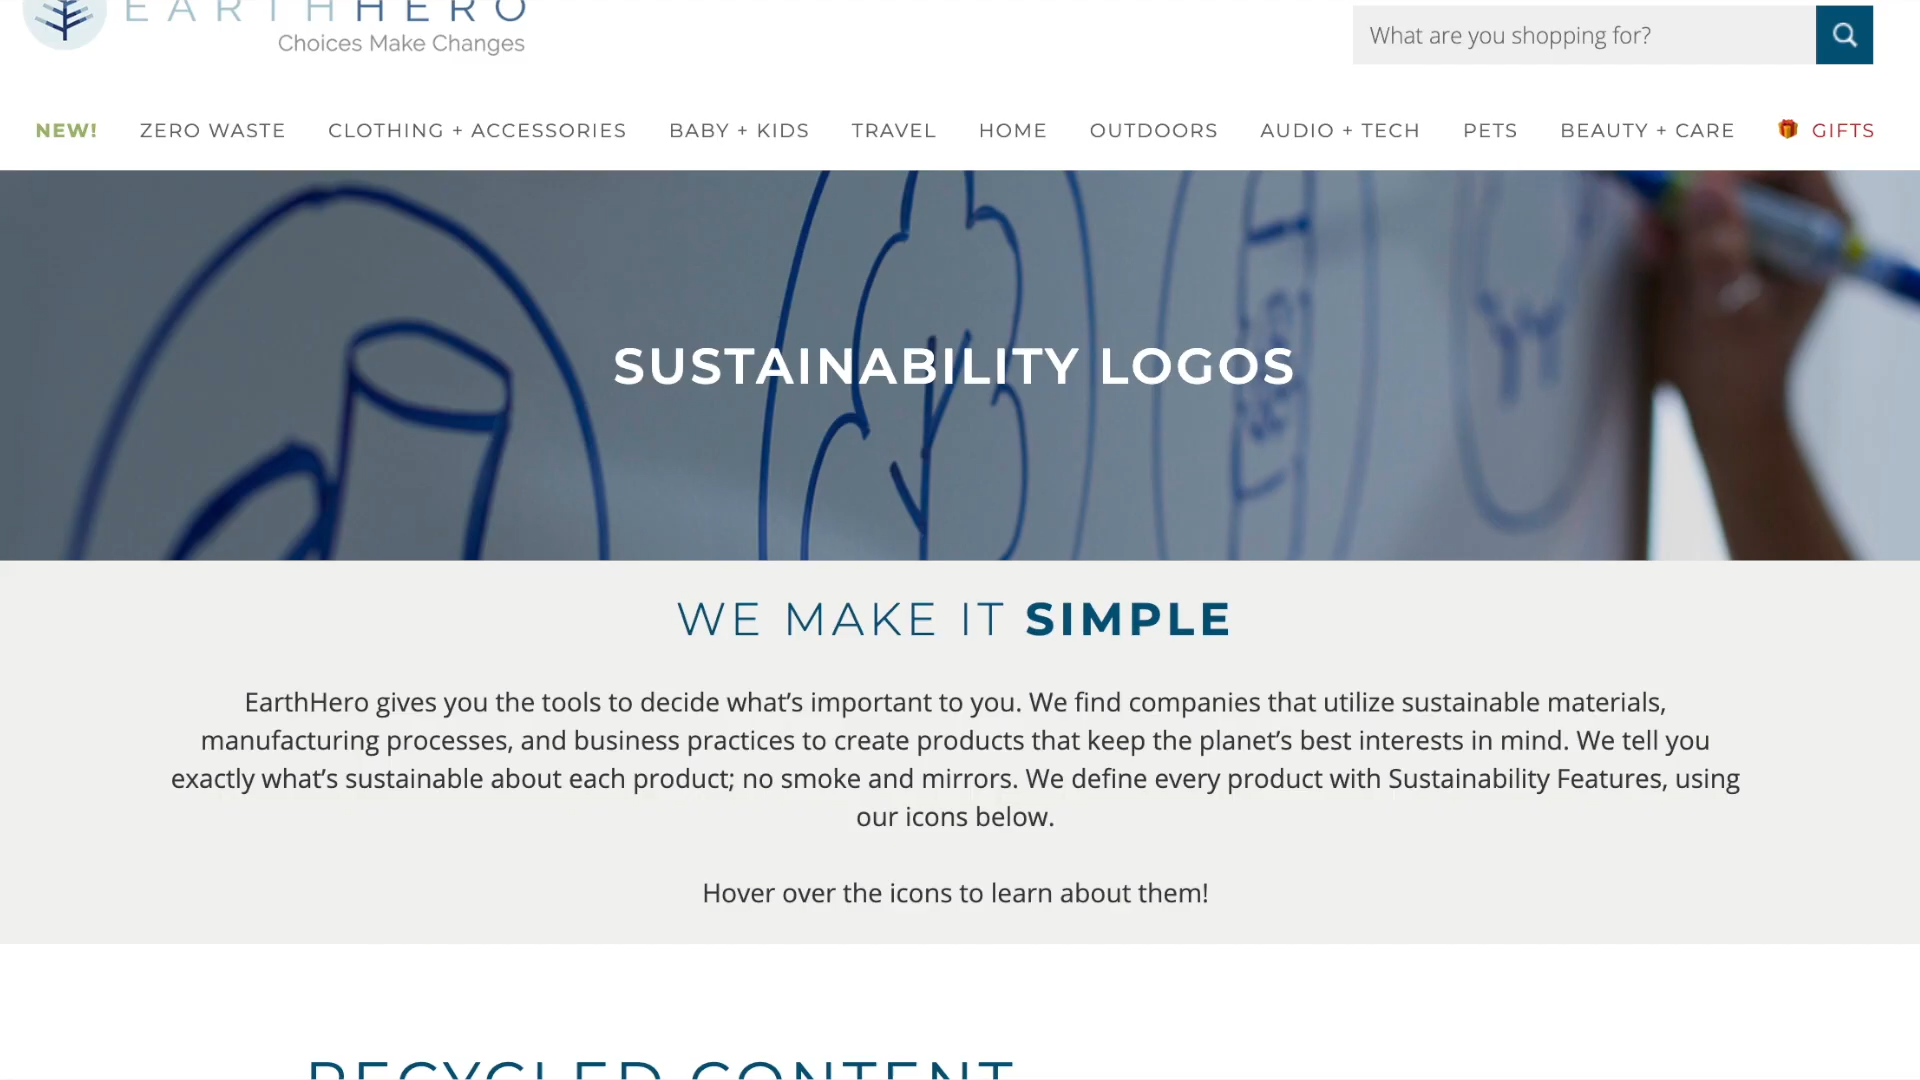 EARTHHERO
Choices Make Changes
What are you shopping for?
NEW! ZERO WASTE CLOTHING + ACCESSORIES BABY + KIDS TRAVEL HOME OUTDOORS AUDIO + TECH PETS BEAUTY + CARE GIFTS
SUSTAINABILITY LOGOS
WE MAKE IT SIMPLE
EarthHero gives you the tools to decide what’s important to you. We find companies that utilize sustainable materials,
manufacturing processes, and business practices to create products that keep the planet’s best interests in mind. We tell you
exactly what’s sustainable about each product; no smoke and mirrors. We define every product with Sustainability Features, using
our icons below.
Hover over the icons to learn about them!
RECYCLED CONTENT